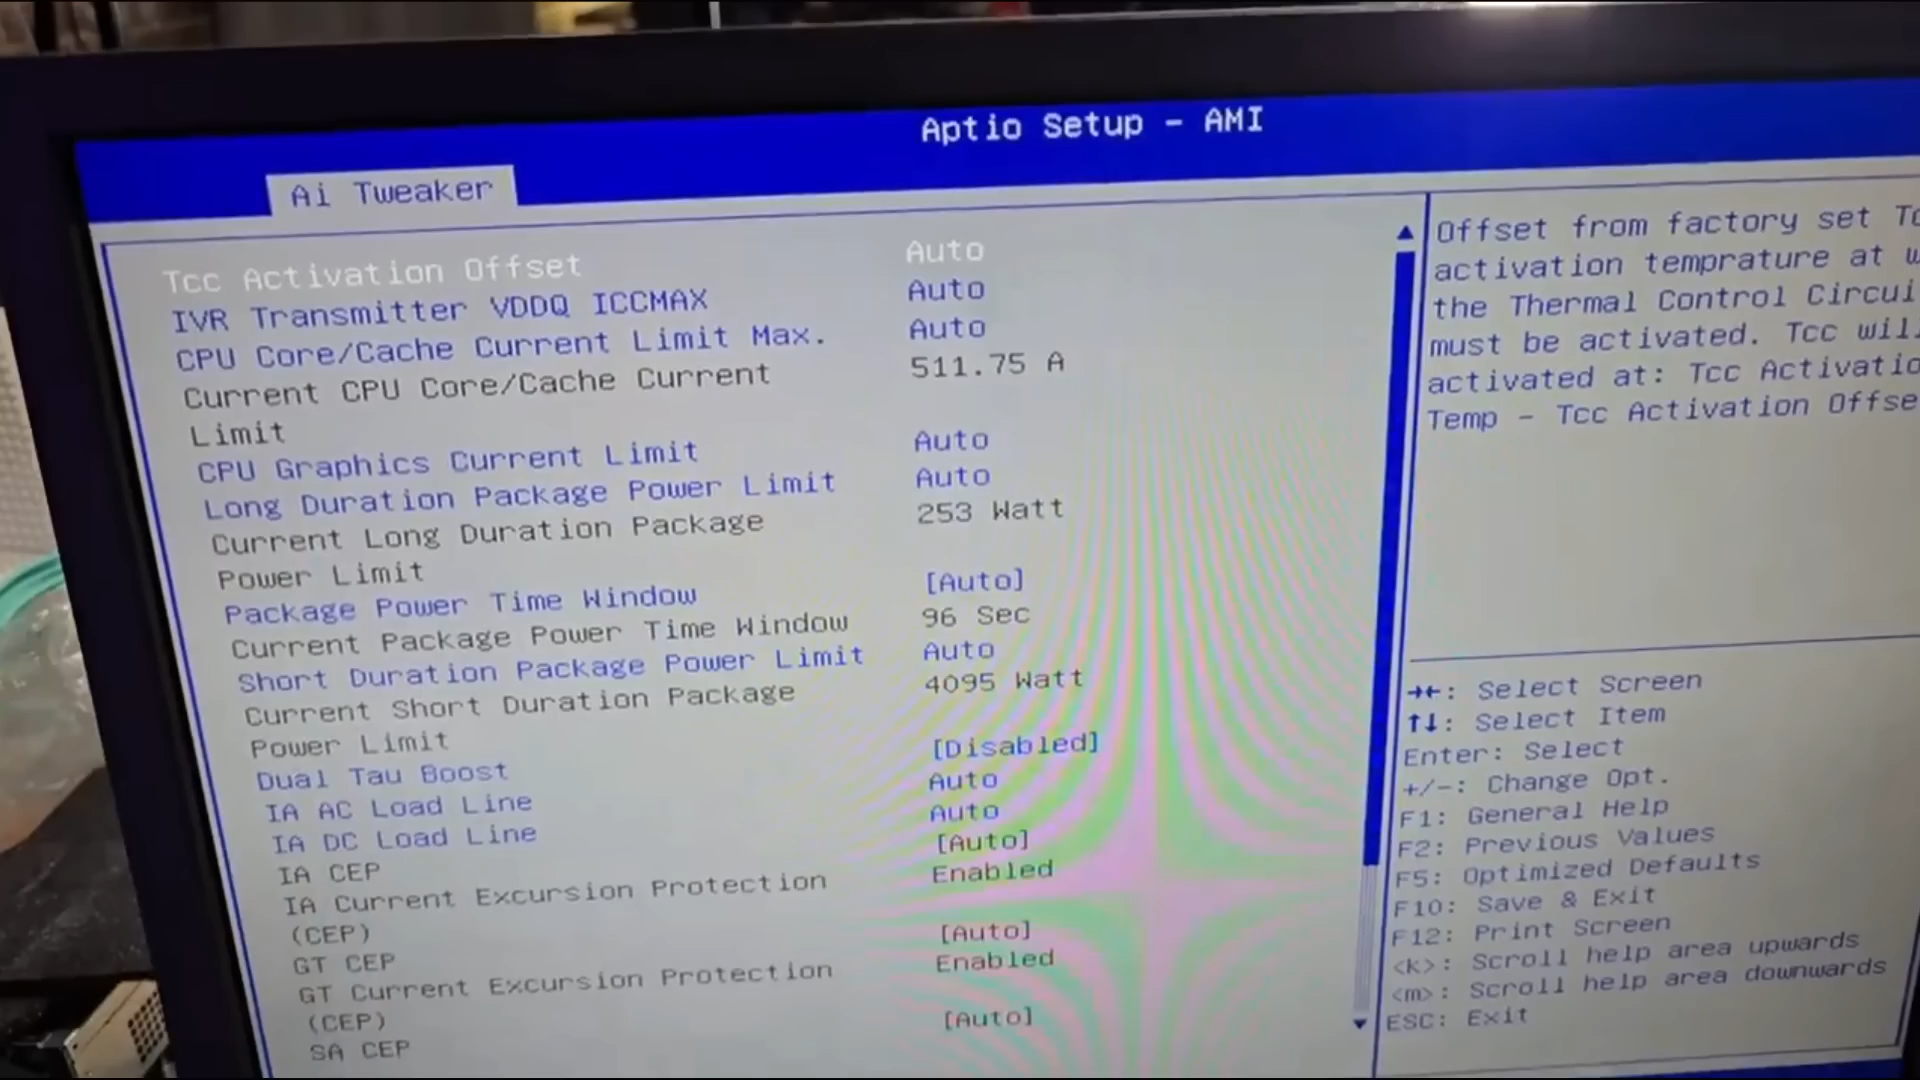 Aptio Setup - AMI
Ai Tweaker
Tcc Activation Offset Auto
IVR Transmitter VDDQ ICCMAX Auto
CPU Core/Cache Current Limit Max. Auto
Current CPU Core/Cache Current 511.75 A
Limit
CPU Graphics Current Limit Auto
Long Duration Package Power Limit Auto
Current Long Duration Package 253 Watt
Power Limit
Package Power Time Window [Auto]
Current Package Power Time Window 96 Sec
Short Duration Package Power Limit Auto
Current Short Duration Package 4095 Watt
Power Limit
Dual Tau Boost [Disabled]
IA AC Load Line Auto
IA DC Load Line Auto
IA CEP [Auto]
IA Current Excursion Protection Enabled
(CEP)
GT CEP [Auto]
GT Current Excursion Protection Enabled
(CEP)
SA CEP [Auto]
Offset from factory set
activation temprature at
the Thermal Control
must be activated. Tcc
activated at: Tcc
Temp - Tcc Activation
→←: Select Screen
↑↓: Select Item
Enter: Select
+/-: Change Opt.
F1: General Help
F2: Previous Values
F5: Optimized Defaults
F10: Save & Exit
F12: Print Screen
<k>: Scroll help area upwards
<m>: Scroll help area downwards
ESC: Exit